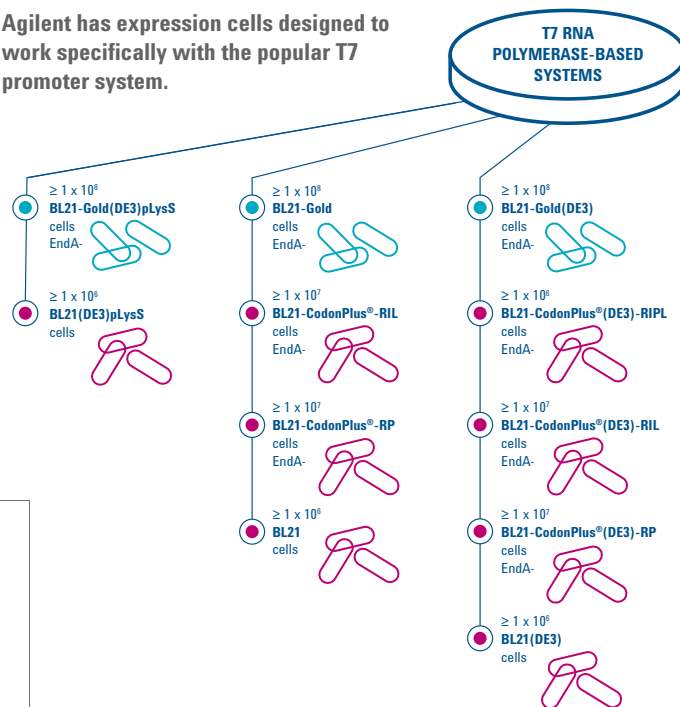 Agilent has expression cells designed to
work specifically with the popular T7
promoter system.
T7 RNA
POLYMERASE-BASED
SYSTEMS
≥ 1 x 10⁸
BL21-Gold(DE3)pLysS
cells
EndA-
≥ 1 x 10⁶
BL21(DE3)pLysS
cells
≥ 1 x 10⁸
BL21-Gold
cells
EndA-
≥ 1 x 10⁷
BL21-CodonPlus®-RIL
cells
EndA-
≥ 1 x 10⁷
BL21-CodonPlus®-RP
cells
EndA-
≥ 1 x 10⁶
BL21
cells
≥ 1 x 10⁸
BL21-Gold(DE3)
cells
EndA-
≥ 1 x 10⁶
BL21-CodonPlus®(DE3)-RIPL
cells
EndA-
≥ 1 x 10⁷
BL21-CodonPlus®(DE3)-RIL
cells
EndA-
≥ 1 x 10⁷
BL21-CodonPlus®(DE3)-RP
cells
EndA-
≥ 1 x 10⁶
BL21(DE3)
cells